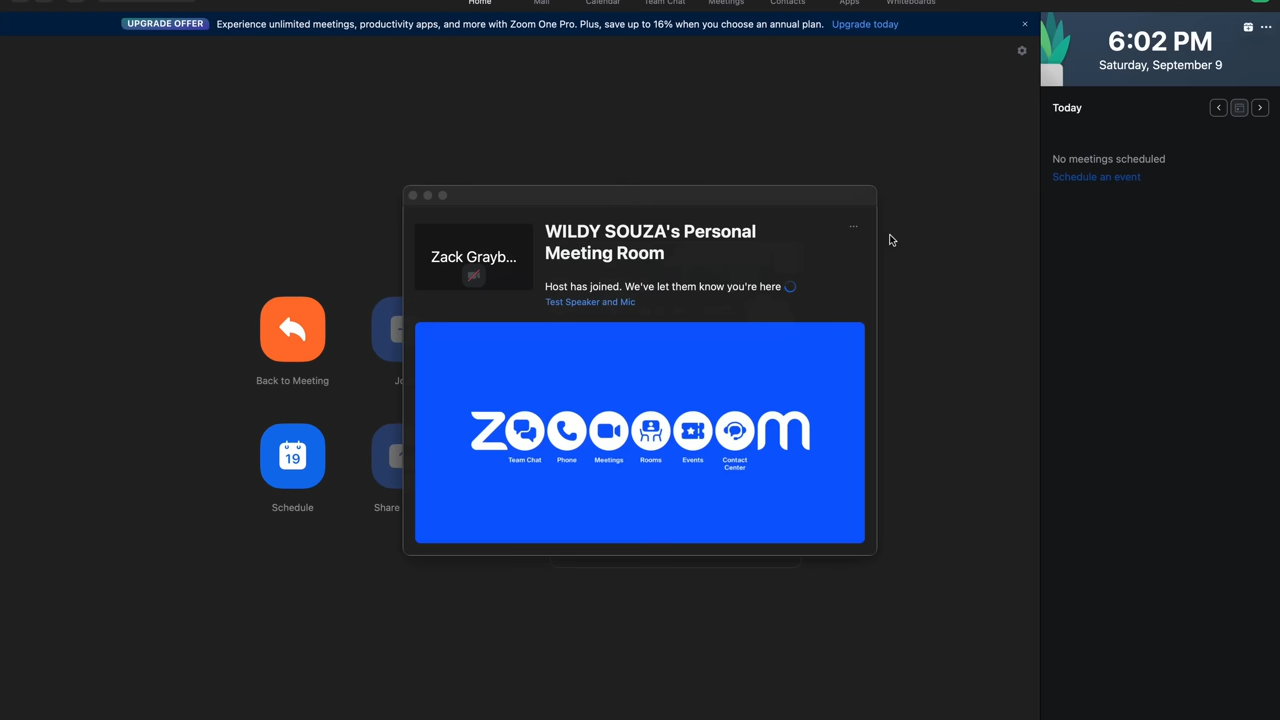 Home Mail Calendar Team Chat Meetings Contacts Apps Whiteboards
UPGRADE OFFER Experience unlimited meetings, productivity apps, and more with Zoom One Pro. Plus, save up to 16% when you choose an annual plan. Upgrade today
6:02 PM
Saturday, September 9
Today
No meetings scheduled
Schedule an event
WILDY SOUZA's Personal
Meeting Room
Zack Grayb...
Host has joined. We've let them know you're here
Test Speaker and Mic
Back to Meeting
Jo
zoooooom
Team Chat Phone Meetings Rooms Events Contact
Center
19
Schedule
Share